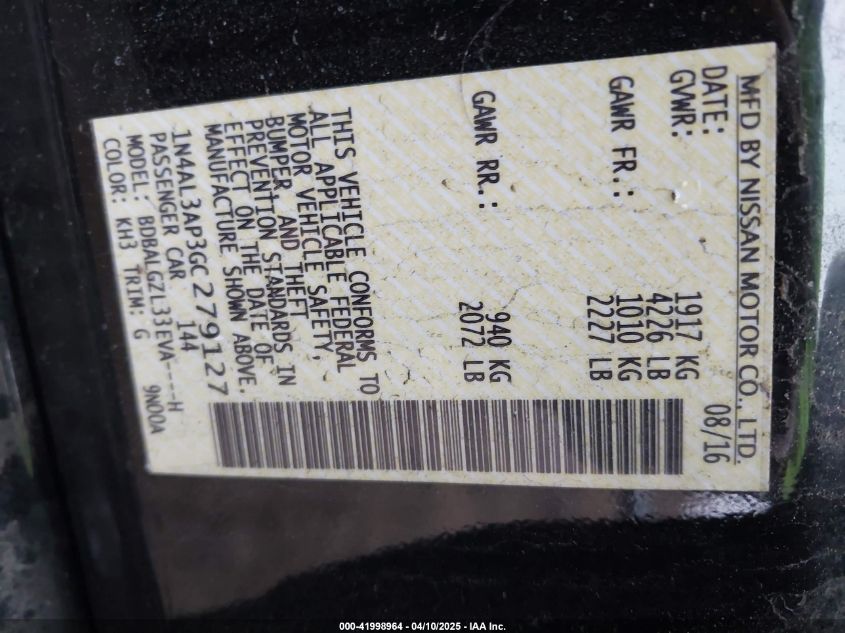 MFD BY NISSAN MOTOR CO., LTD.
DATE: 08/16
GVWR: 1917 KG
4226 LB
GAWR FR.: 1010 KG
2227 LB
GAWR RR.: 940 KG
2072 LB
THIS VEHICLE CONFORMS TO
ALL APPLICABLE FEDERAL
MOTOR VEHICLE SAFETY,
BUMPER AND THEFT
PREVENTION STANDARDS IN
EFFECT ON THE DATE OF
MANUFACTURE SHOWN ABOVE.
1N4AL3AP3GC279127
PASSENGER CAR 144
MODEL: BDBALGZL33EVA----H
COLOR: KH3 TRIM: G 9N00A
000-41998964 - 04/10/2025 - IAA Inc.